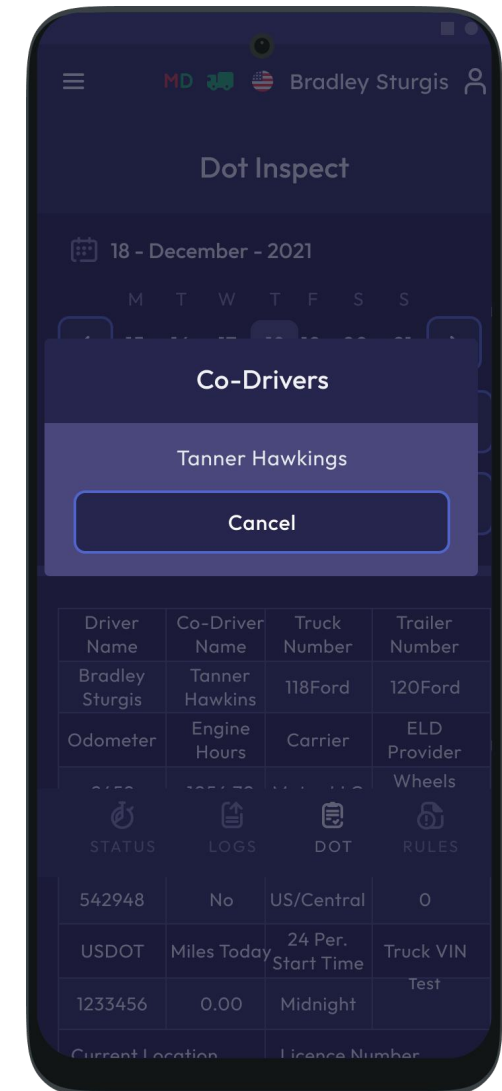 MD Bradley Sturgis
Dot Inspect
18 - December - 2021
M T W T F S S
Co-Drivers
Tanner Hawkings
Cancel
Driver Name
Co-Driver Name
Truck Number
Trailer Number
Bradley Sturgis
Tanner Hawkins
118Ford
120Ford
Odometer
Engine Hours
Carrier
ELD Provider
Wheels
STATUS
LOGS
DOT
RULES
542948
No
US/Central
0
USDOT
Miles Today
24 Per. Start Time
Truck VIN
1233456
0.00
Midnight
Test
Current Location
Licence Number